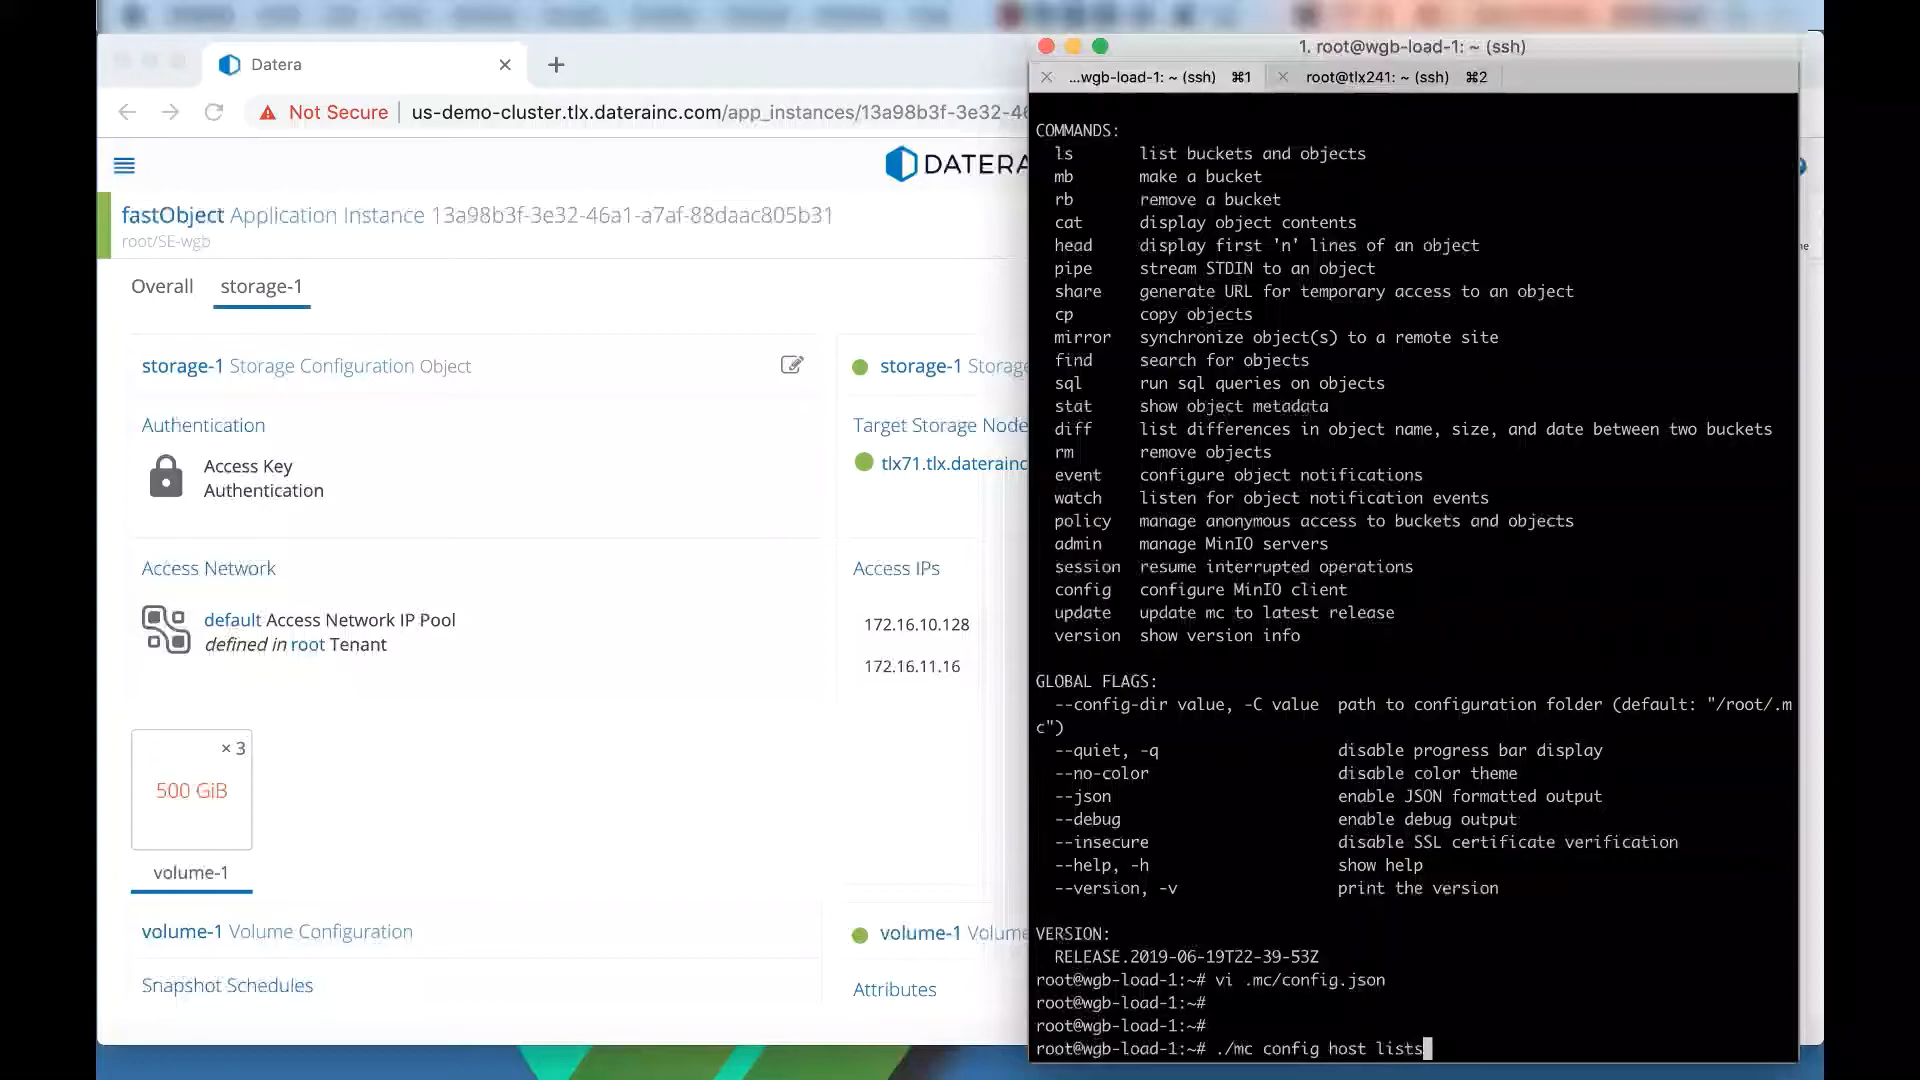 Datera
Not Secure
us-demo-cluster.tlx.daterainc.com/app_instances/13a98b3f-3e32-46
DATERA
fastObject Application Instance 13a98b3f-3e32-46a1-a7af-88daac805b31
root/SE-wgb
Overall
storage-1
storage-1 Storage Configuration Object
Authentication
Access Key
Authentication
Access Network
default Access Network IP Pool
defined in root Tenant
× 3
500 GiB
volume-1
volume-1 Volume Configuration
Snapshot Schedules
storage-1 Storage
Target Storage Node
tlx71.tlx.daterainc
Access IPs
172.16.10.128
172.16.11.16
volume-1 Volume
Attributes
1. root@wgb-load-1: ~ (ssh)
...wgb-load-1: ~ (ssh) ⌘1
root@tlx241: ~ (ssh) ⌘2
COMMANDS:
ls list buckets and objects
mb make a bucket
rb remove a bucket
cat display object contents
head display first 'n' lines of an object
pipe stream STDIN to an object
share generate URL for temporary access to an object
cp copy objects
mirror synchronize object(s) to a remote site
find search for objects
sql run sql queries on objects
stat show object metadata
diff list differences in object name, size, and date between two buckets
rm remove objects
event configure object notifications
watch listen for object notification events
policy manage anonymous access to buckets and objects
admin manage MinIO servers
session resume interrupted operations
config configure MinIO client
update update mc to latest release
version show version info
GLOBAL FLAGS:
--config-dir value, -C value path to configuration folder (default: "/root/.m
c")
--quiet, -q disable progress bar display
--no-color disable color theme
--json enable JSON formatted output
--debug enable debug output
--insecure disable SSL certificate verification
--help, -h show help
--version, -v print the version
VERSION:
RELEASE.2019-06-19T22-39-53Z
root@wgb-load-1:~# vi .mc/config.json
root@wgb-load-1:~#
root@wgb-load-1:~#
root@wgb-load-1:~# ./mc config host lists